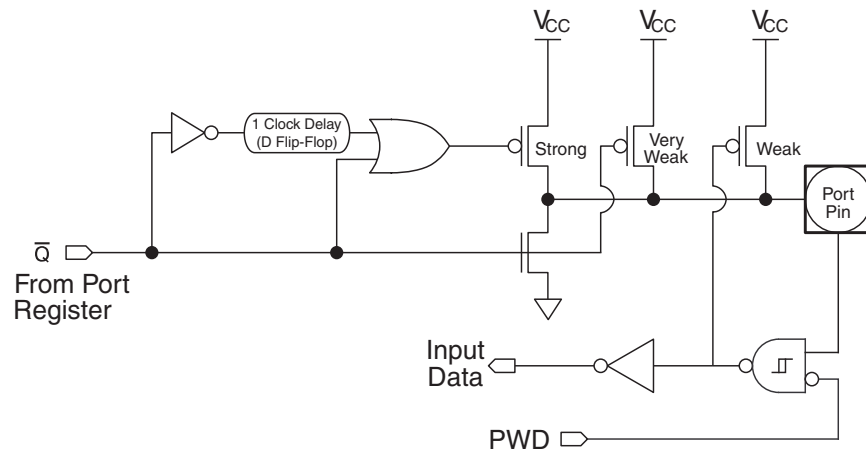 VCC
VCC
VCC
1 Clock Delay
(D Flip-Flop)
Strong
Very
Weak
Weak
Port
Pin
Q̅
From Port
Register
Input
Data
PWD